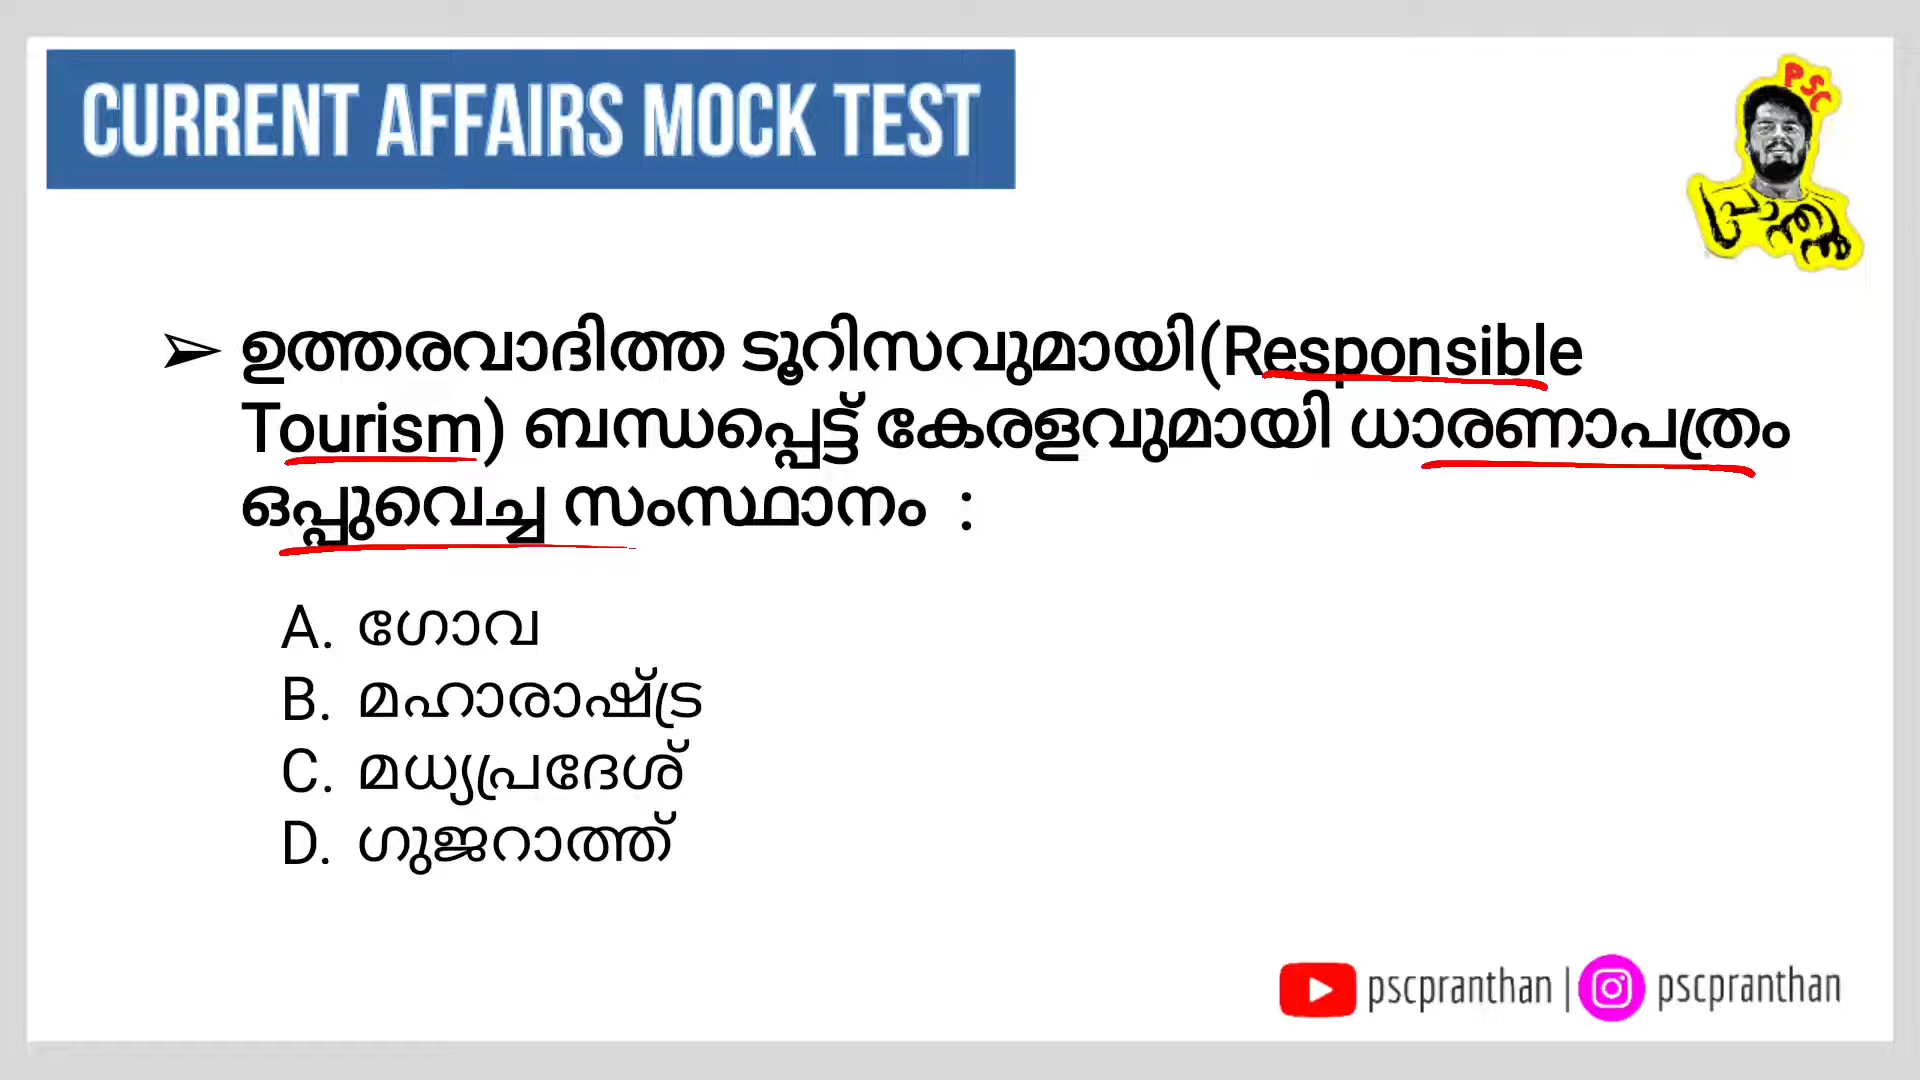 CURRENT AFFAIRS MOCK TEST
PSC
പ്രാന്തൻ
➢ ഉത്തരവാദിത്ത ടൂറിസവുമായി(Responsible
Tourism) ബന്ധപ്പെട്ട് കേരളവുമായി ധാരണാപത്രം
ഒപ്പുവെച്ച സംസ്ഥാനം :
A. ഗോവ
B. മഹാരാഷ്ട്ര
C. മധ്യപ്രദേശ്
D. ഗുജറാത്ത്
pscpranthan | pscpranthan